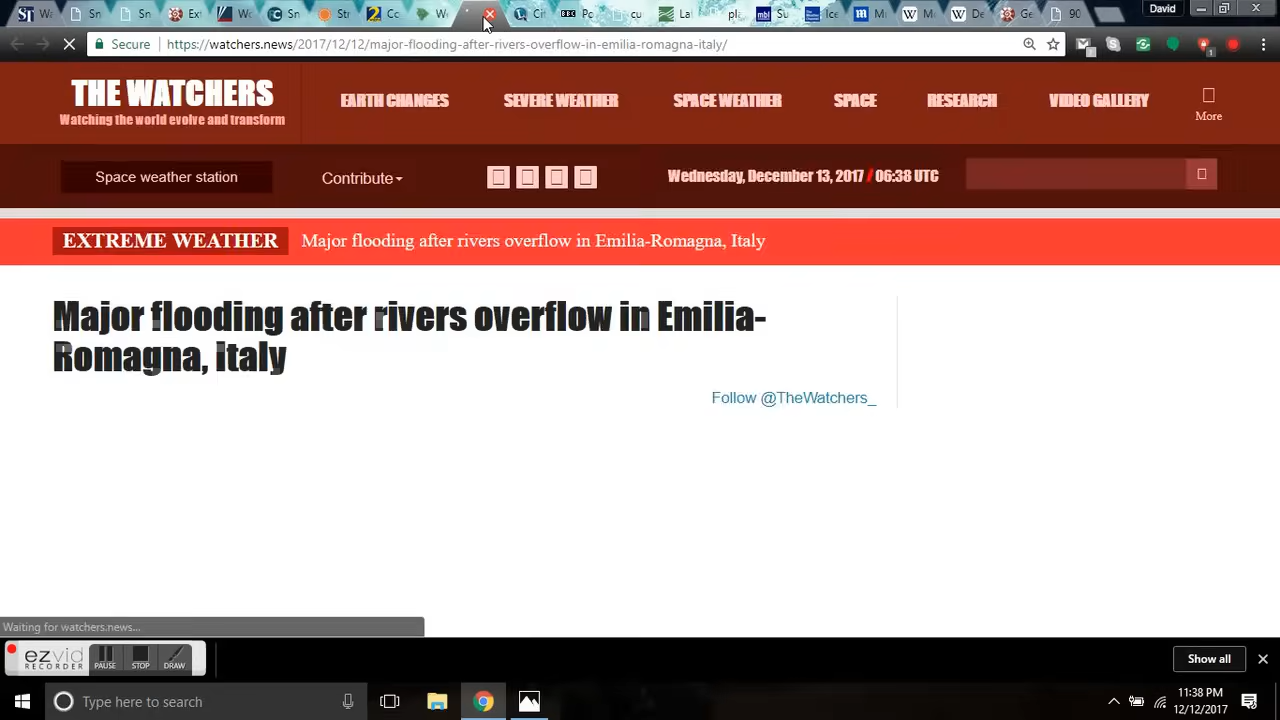 David
Secure
https://watchers.news/2017/12/12/major-flooding-after-rivers-overflow-in-emilia-romagna-italy/
THE WATCHERS
Watching the world evolve and transform
EARTH CHANGES
SEVERE WEATHER
SPACE WEATHER
SPACE
RESEARCH
VIDEO GALLERY
More
Space weather station
Contribute
Wednesday, December 13, 2017 / 06:38 UTC
EXTREME WEATHER
Major flooding after rivers overflow in Emilia-Romagna, Italy
Major flooding after rivers overflow in Emilia-
Romagna, italy
Follow @TheWatchers_
Waiting for watchers.news...
ezvid
RECORDER
PAUSE
STOP
DRAW
Show all
Type here to search
11:38 PM
12/12/2017